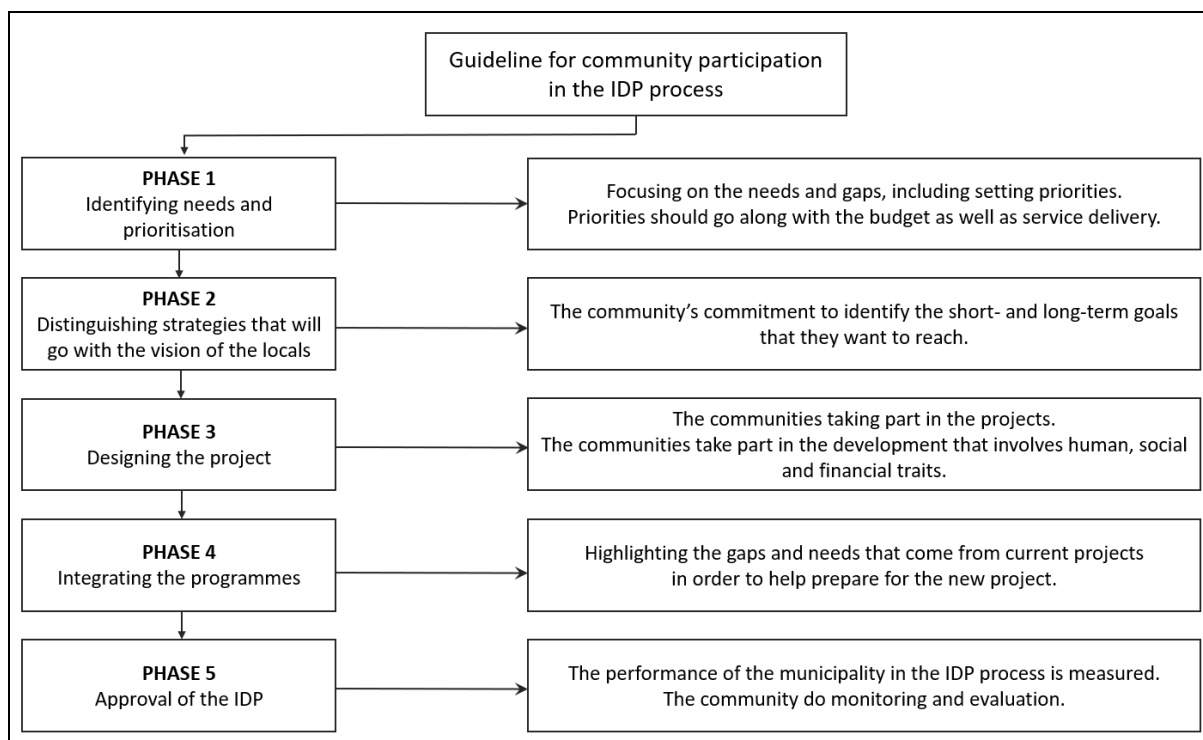 Guideline for community participation
in the IDP process
PHASE 1
Identifying needs and
prioritisation
Focusing on the needs and gaps, including setting priorities.
Priorities should go along with the budget as well as service delivery.
PHASE 2
Distinguishing strategies that will
go with the vision of the locals
The community’s commitment to identify the short- and long-term goals
that they want to reach.
PHASE 3
Designing the project
The communities taking part in the projects.
The communities take part in the development that involves human, social
and financial traits.
PHASE 4
Integrating the programmes
Highlighting the gaps and needs that come from current projects
in order to help prepare for the new project.
PHASE 5
Approval of the IDP
The performance of the municipality in the IDP process is measured.
The community do monitoring and evaluation.